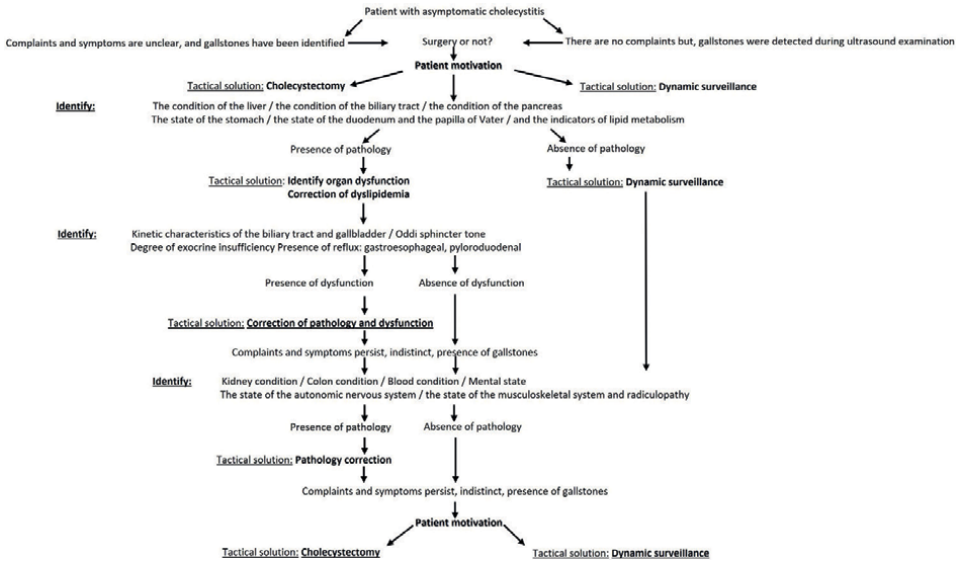 Patient with asymptomatic cholecystitis
Complaints and symptoms are unclear, and gallstones have been identified
Surgery or not?
There are no complaints but, gallstones were detected during ultrasound examination
Patient motivation
Tactical solution: Cholecystectomy
Tactical solution: Dynamic surveillance
Identify:
The condition of the liver / the condition of the biliary tract / the condition of the pancreas
The state of the stomach / the state of the duodenum and the papilla of Vater / and the indicators of lipid metabolism
Presence of pathology
Absence of pathology
Tactical solution: Identify organ dysfunction
Correction of dyslipidemia
Tactical solution: Dynamic surveillance
Identify:
Kinetic characteristics of the biliary tract and gallbladder / Oddi sphincter tone
Degree of exocrine insufficiency Presence of reflux: gastroesophageal, pyloroduodenal
Presence of dysfunction
Absence of dysfunction
Tactical solution: Correction of pathology and dysfunction
Complaints and symptoms persist, indistinct, presence of gallstones
Identify:
Kidney condition / Colon condition / Blood condition / Mental state
The state of the autonomic nervous system / the state of the musculoskeletal system and radiculopathy
Presence of pathology
Absence of pathology
Tactical solution: Pathology correction
Complaints and symptoms persist, indistinct, presence of gallstones
Patient motivation
Tactical solution: Cholecystectomy
Tactical solution: Dynamic surveillance